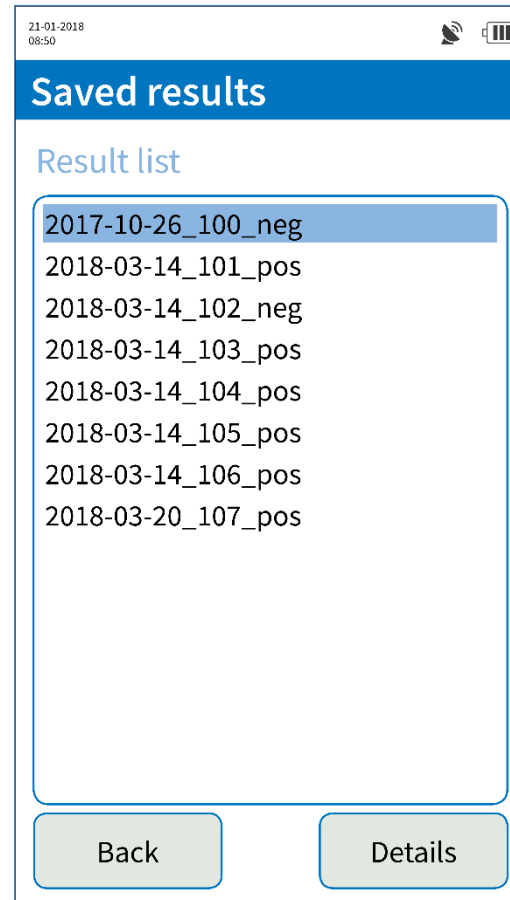 21-01-2018
08:50
Saved results
Result list
2017-10-26_100_neg
2018-03-14_101_pos
2018-03-14_102_neg
2018-03-14_103_pos
2018-03-14_104_pos
2018-03-14_105_pos
2018-03-14_106_pos
2018-03-20_107_pos
Back
Details